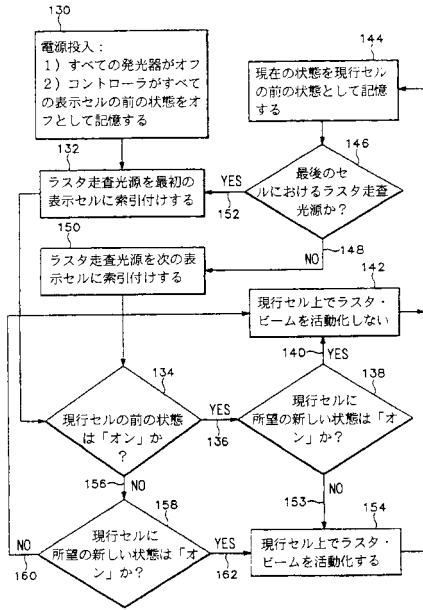 130
電源投入:
1) すべての発光器がオフ
2) コントローラがすべて
の表示セルの前の状態をオ
フとして記憶する
144
現在の状態を現行セル
の前の状態として記憶
する
132
ラスタ走査光源を最初の
表示セルに索引付けする
146
最後のセ
ルにおけるラスタ走査
光源か?
YES
152
NO
148
150
ラスタ走査光源を次の表
示セルに索引付けする
142
現行セル上でラスタ・
ビームを活動化しない
140
YES
134
現行セルの前の状態
は「オン」か
?
YES
136
138
現行セルに
所望の新しい状態は「オ
ン」か?
156
NO
153
NO
158
現行セルに
所望の新しい状態は「オ
ン」か?
NO
160
YES
162
154
現行セル上でラスタ・
ビームを活動化する